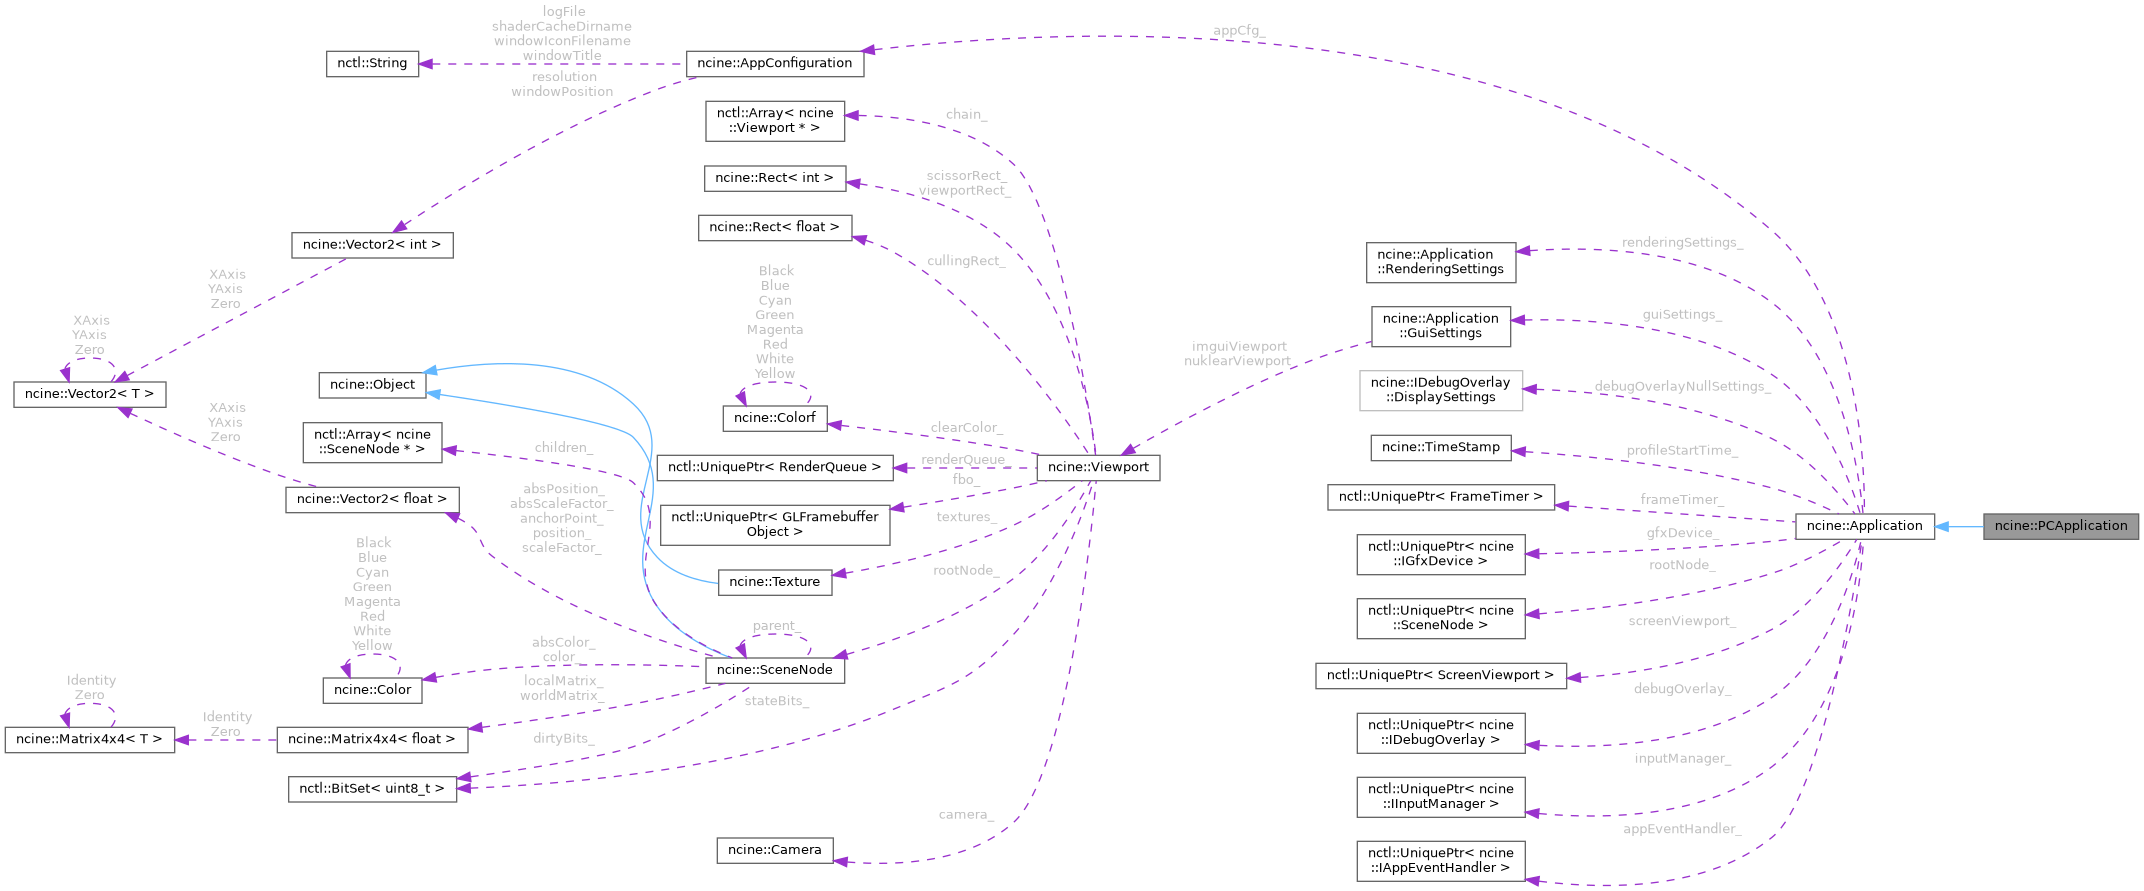 logFile
shaderCacheDirname
windowIconFilename
windowTitle
appCfg_
nctl::String
ncine::AppConfiguration
resolution
windowPosition
nctl::Array< ncine
::Viewport * >
chain_
ncine::Rect< int >
scissorRect_
viewportRect_
ncine::Rect< float >
cullingRect_
ncine::Vector2< int >
XAxis
YAxis
Zero
XAxis
YAxis
Zero
ncine::Vector2< T >
XAxis
YAxis
Zero
ncine::Object
nctl::Array< ncine
::SceneNode * >
children_
ncine::Vector2< float >
absPosition_
absScaleFactor_
anchorPoint_
position_
scaleFactor_
Black
Blue
Cyan
Green
Magenta
Red
White
Yellow
ncine::Colorf
clearColor_
nctl::UniquePtr< RenderQueue >
renderQueue_
fbo_
nctl::UniquePtr< GLFramebuffer
Object >
textures_
ncine::Texture
rootNode_
ncine::Viewport
imguiViewport
nuklearViewport
ncine::Application
::RenderingSettings
renderingSettings_
ncine::Application
::GuiSettings
guiSettings_
ncine::IDebugOverlay
::DisplaySettings
debugOverlayNullSettings_
ncine::TimeStamp
profileStartTime_
nctl::UniquePtr< FrameTimer >
frameTimer_
nctl::UniquePtr< ncine
::IGfxDevice >
gfxDevice_
ncine::Application
ncine::PCApplication
nctl::UniquePtr< ncine
::SceneNode >
rootNode_
nctl::UniquePtr< ScreenViewport >
screenViewport_
nctl::UniquePtr< ncine
::IDebugOverlay >
debugOverlay_
nctl::UniquePtr< ncine
::IInputManager >
inputManager_
nctl::UniquePtr< ncine
::IAppEventHandler >
appEventHandler_
Black
Blue
Cyan
Green
Magenta
Red
White
Yellow
ncine::Color
absColor_
color_
parent_
ncine::SceneNode
localMatrix_
worldMatrix_
Identity
Zero
ncine::Matrix4x4< T >
Identity
Zero
ncine::Matrix4x4< float >
dirtyBits_
stateBits_
nctl::BitSet< uint8_t >
camera_
ncine::Camera